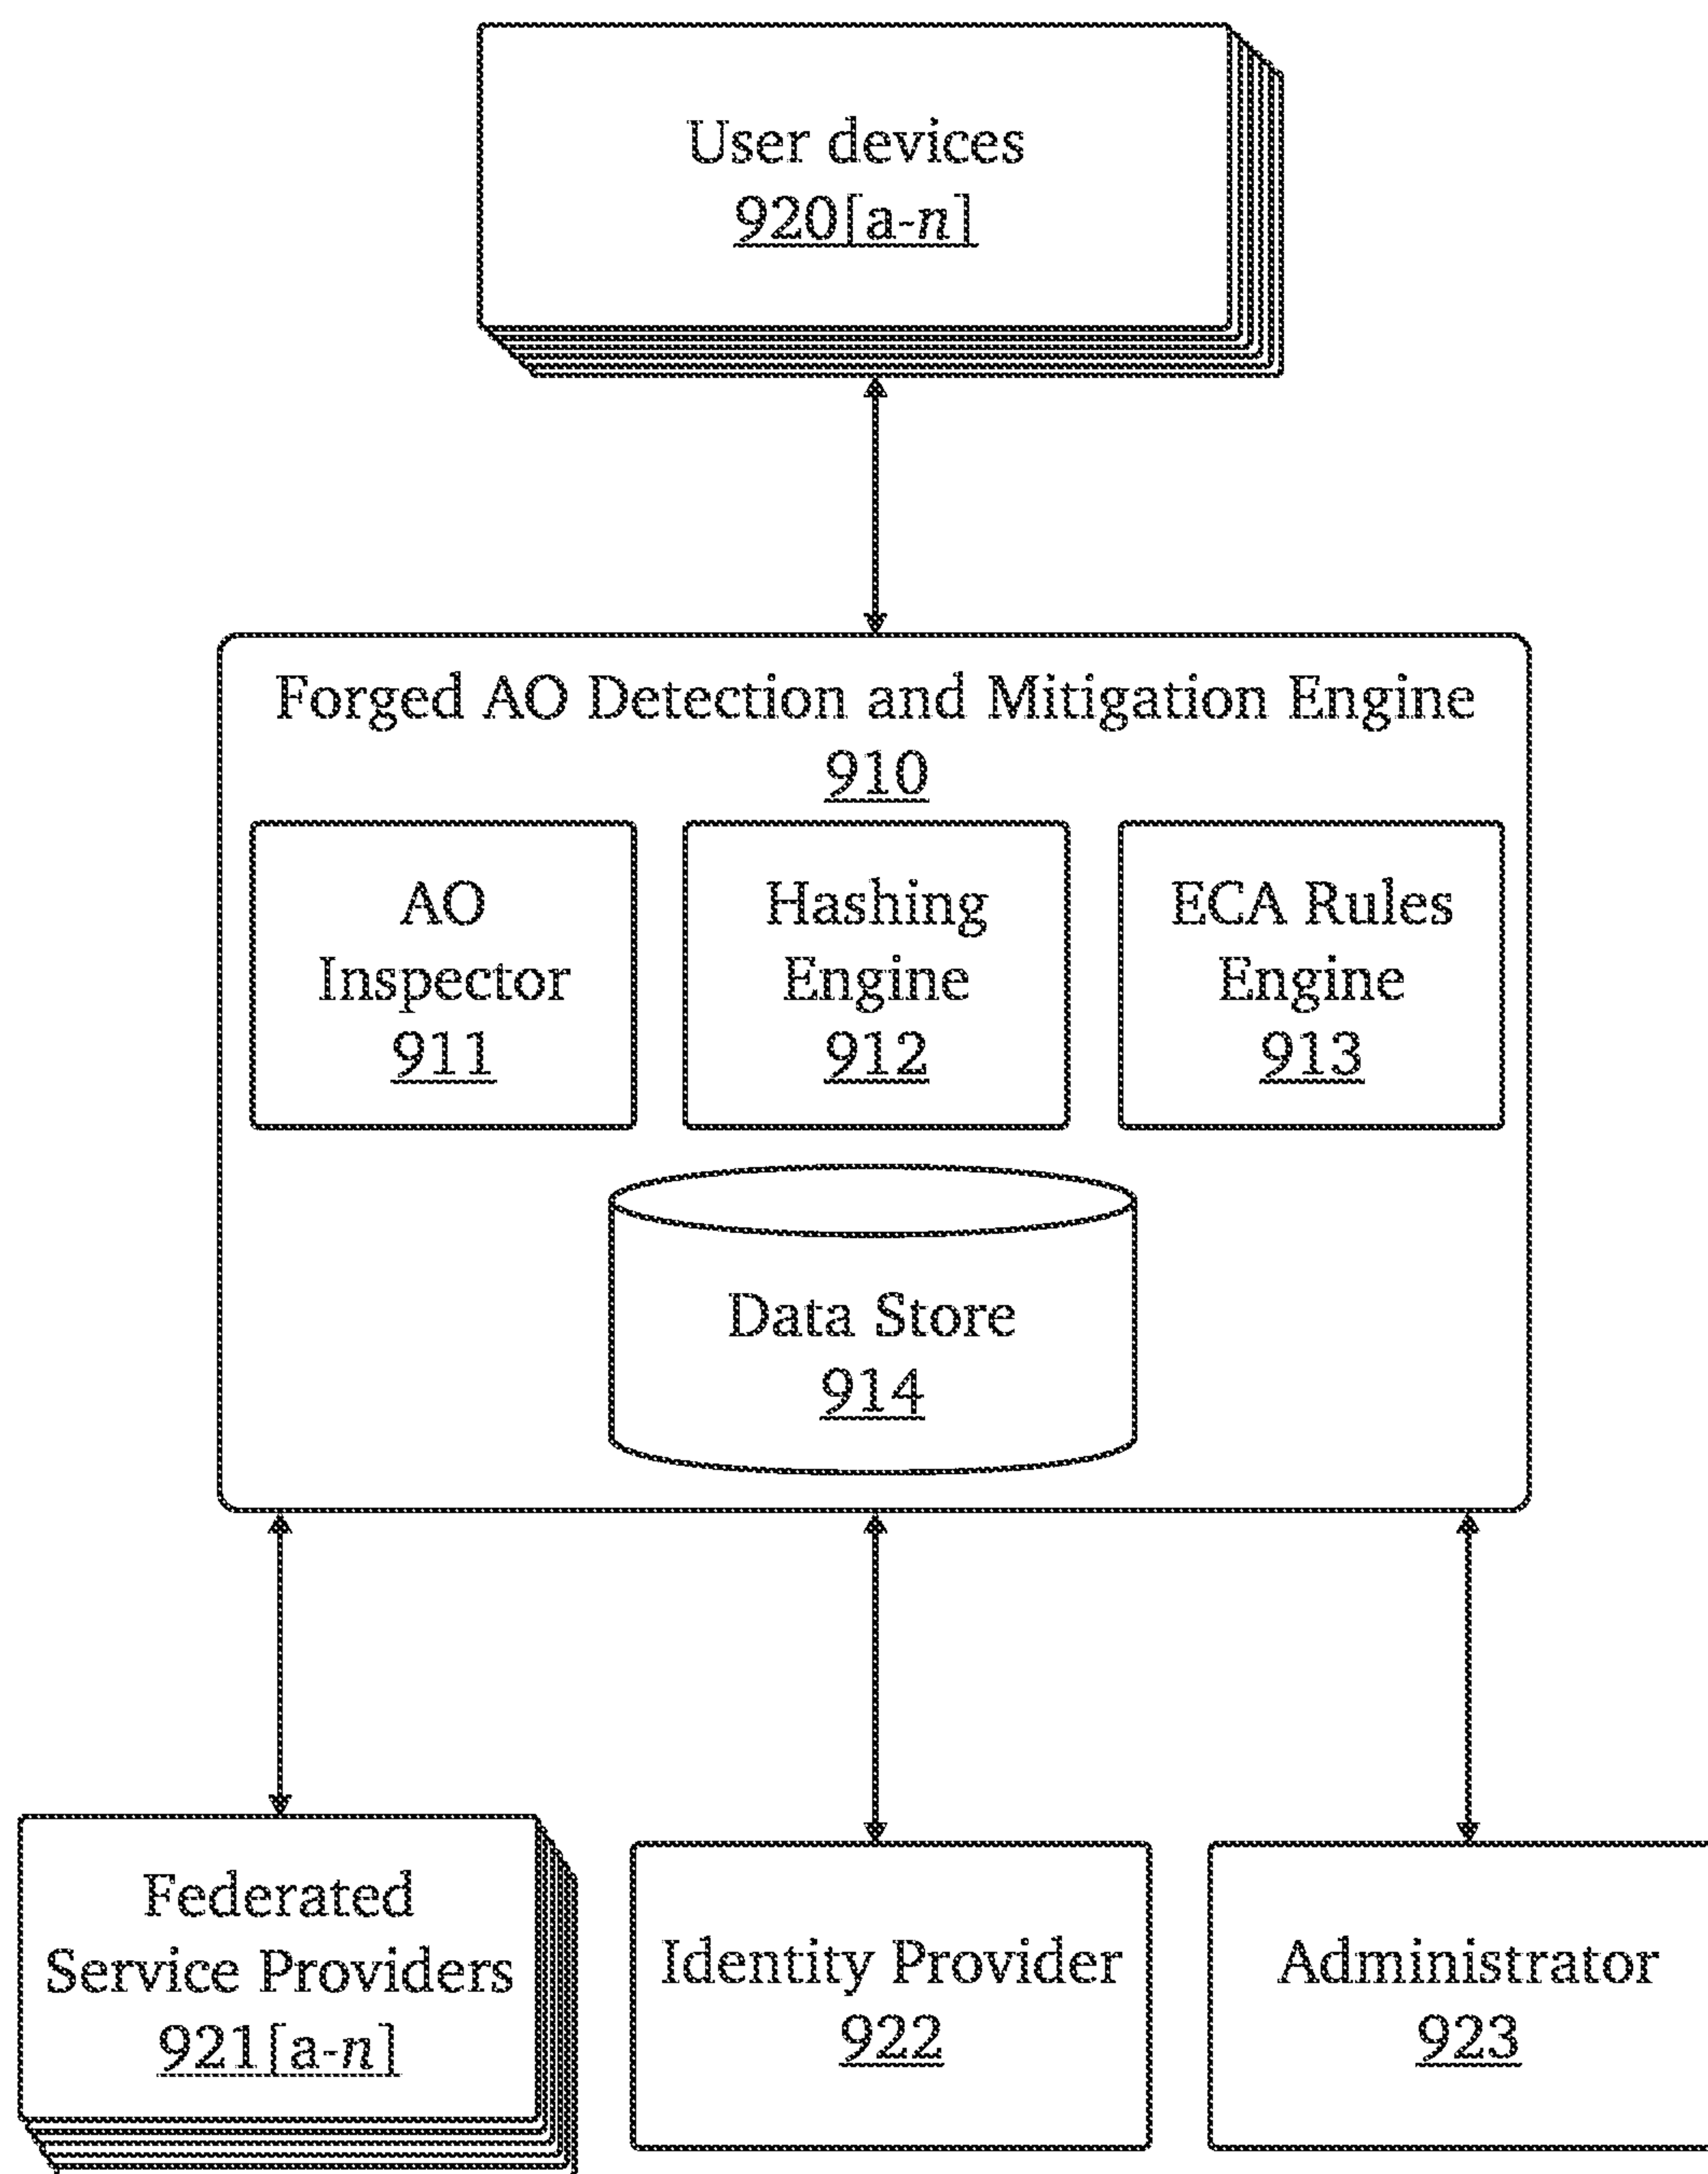 User devices
920[a-n]
Forged AO Detection and Mitigation Engine
910
AO
Inspector
911
Hashing
Engine
912
ECA Rules
Engine
913
Data Store
914
Federated
Service Providers
921[a-n]
Identity Provider
922
Administrator
923